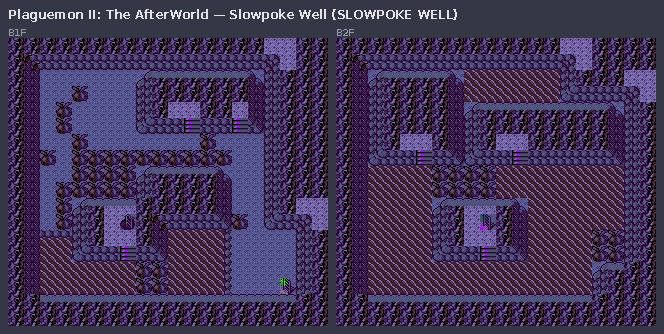 Plaguemon II: The AfterWorld — Slowpoke Well (SLOWPOKE WELL)
B1F
B2F